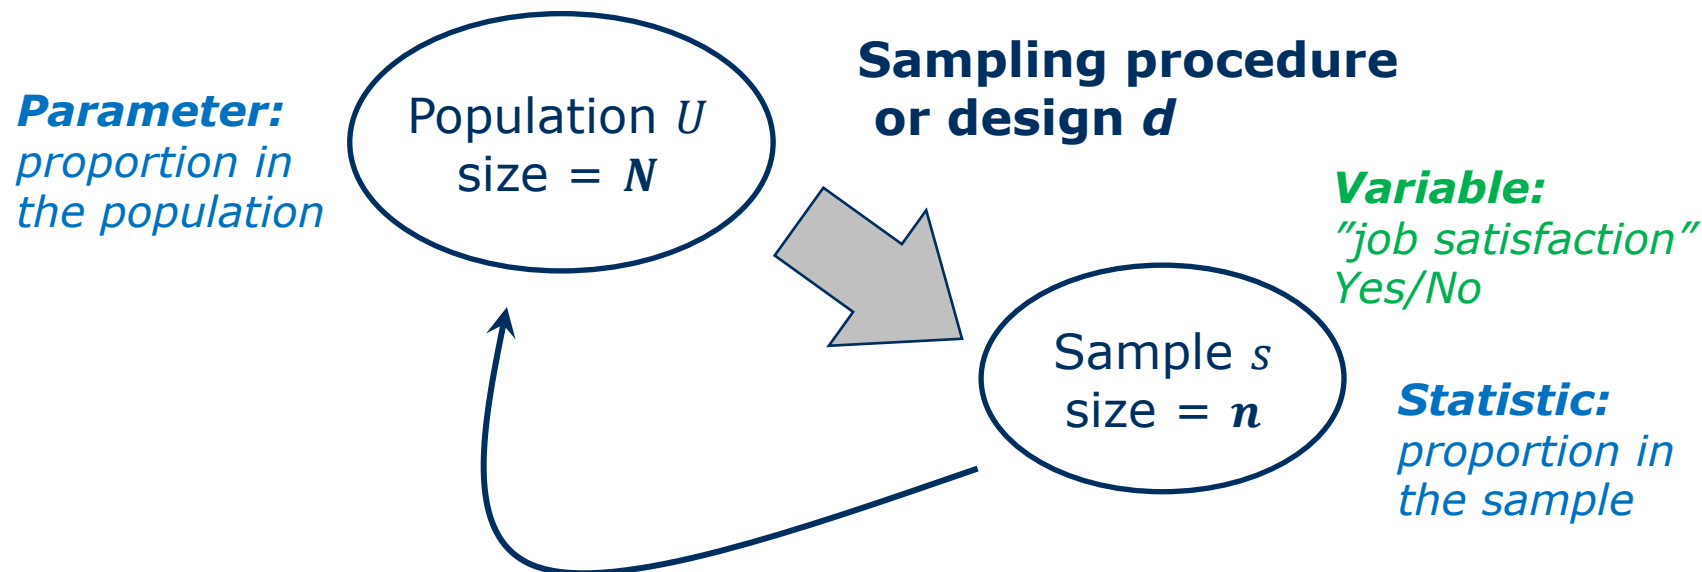 Sampling procedure
or design d
Parameter:
proportion in
the population
Population U
size = N
Variable:
"job satisfaction"
Yes/No
Sample s
size = n
Statistic:
proportion in
the sample